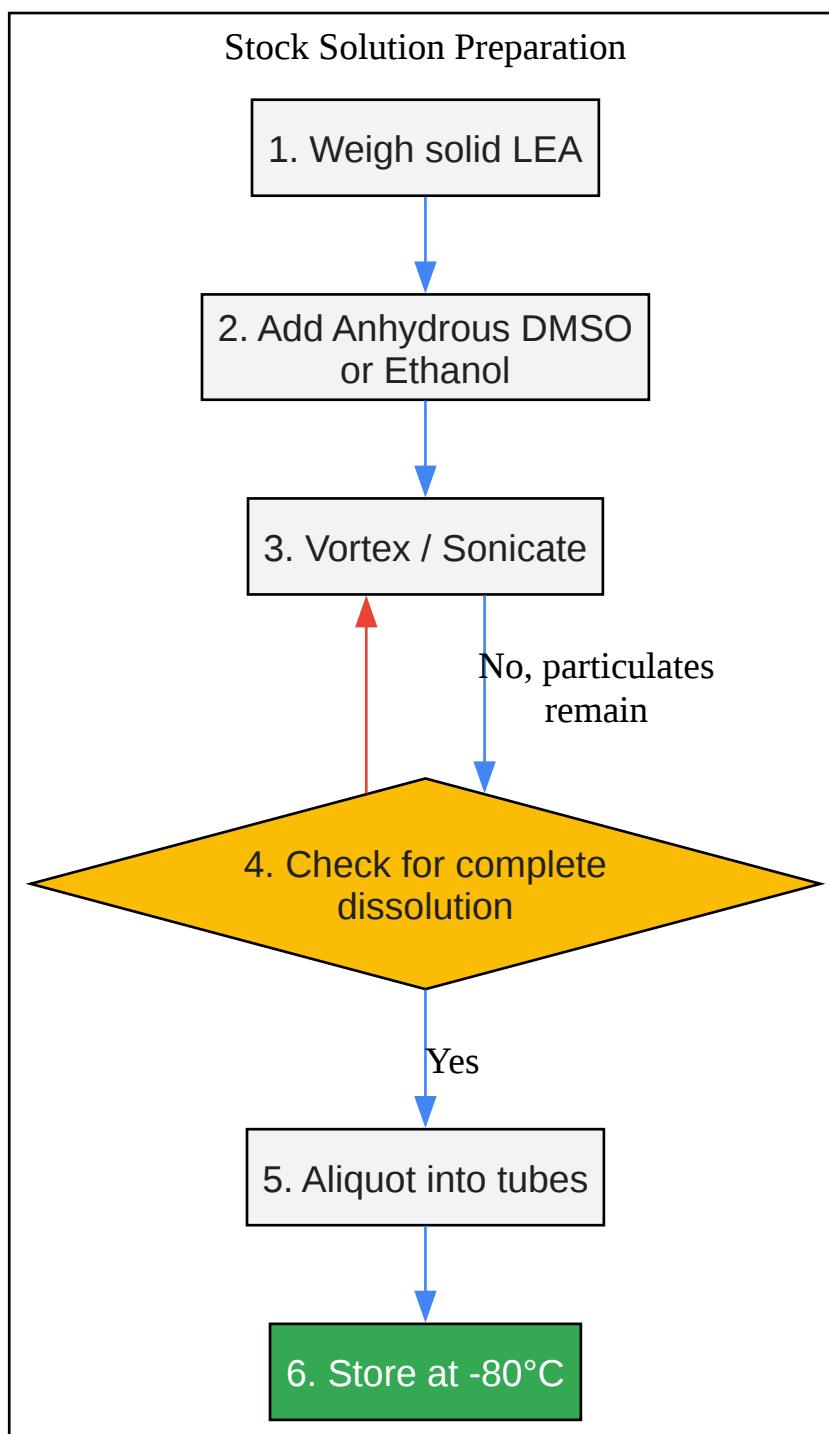 Stock Solution Preparation
1. Weigh solid LEA
2. Add Anhydrous DMSO
or Ethanol
3. Vortex / Sonicate
No, particulates
remain
4. Check for complete
dissolution
Yes
5. Aliquot into tubes
6. Store at -80°C